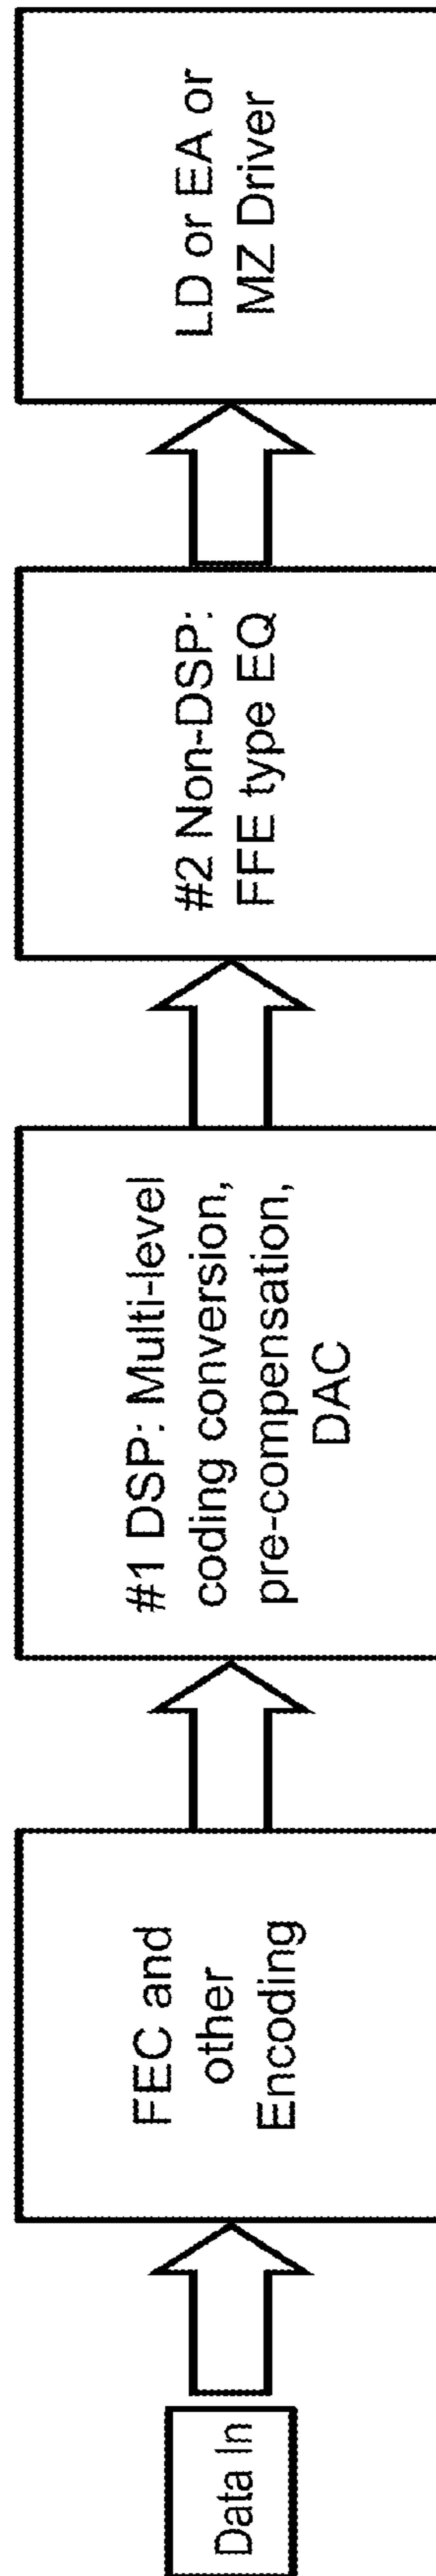 Data In
FEC and
other
Encoding
#1 DSP: Multi-level
coding conversion,
pre-compensation,
DAC
#2 Non-DSP:
FFE type EQ
LD or EA or
MZ Driver